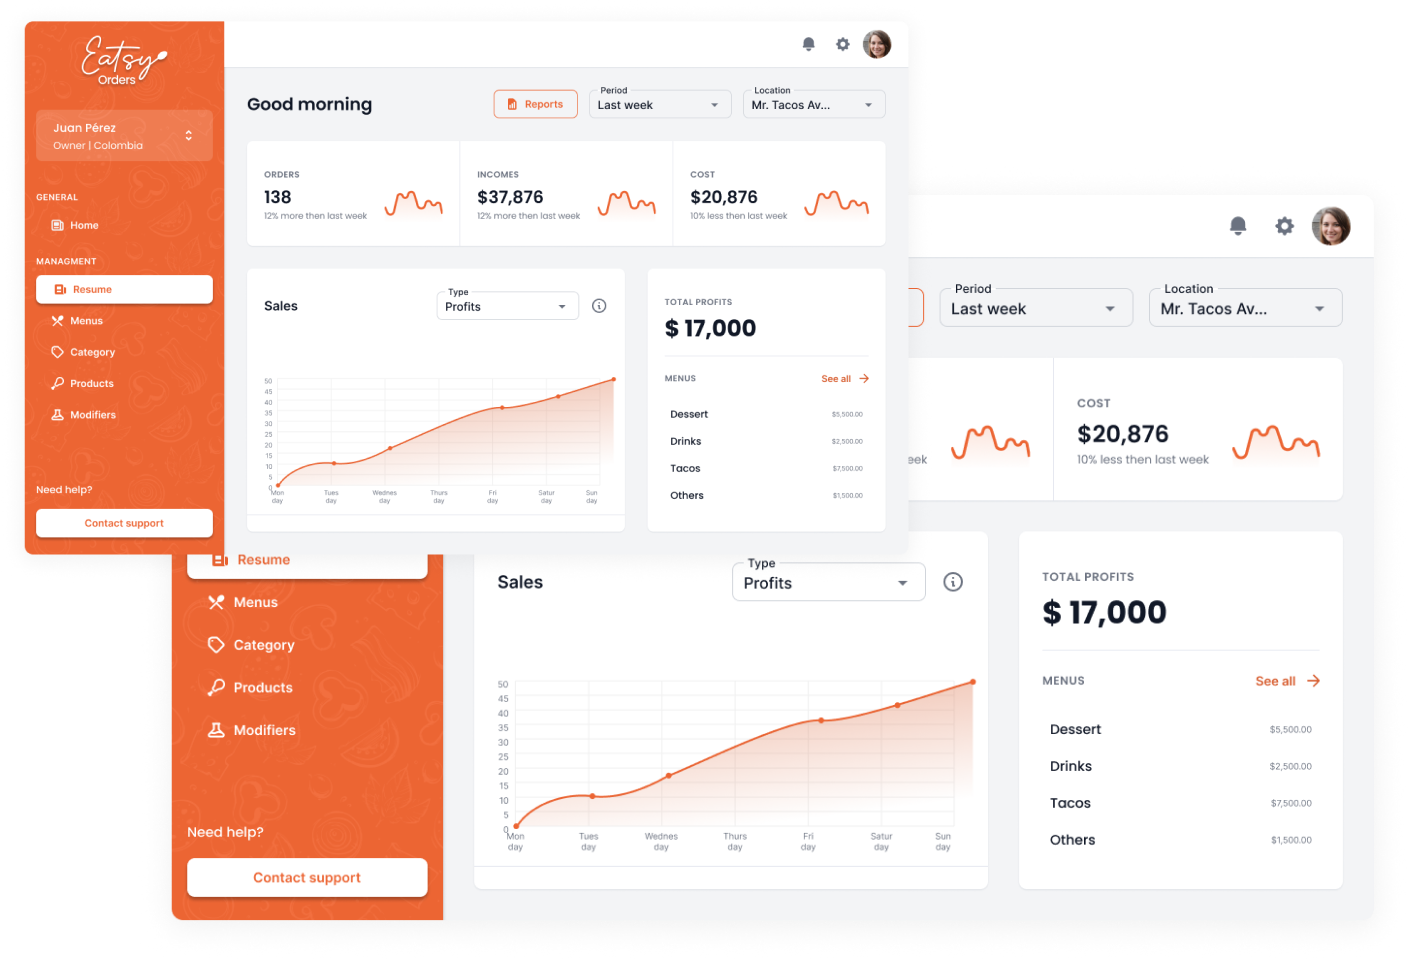 Eatsy
Orders
Juan Pérez
Owner | Colombia
GENERAL
Home
MANAGMENT
Resume
Menus
Category
Products
Modifiers
Need help?
Contact support
Good morning
Reports
Period
Last week
Location
Mr. Tacos Av...
ORDERS
138
12% more then last week
INCOMES
$37,876
12% more then last week
COST
$20,876
10% less then last week
Sales
Type
Profits
50
45
40
35
30
25
20
15
10
5
0
Mon
day
Tues
day
Wednes
day
Thurs
day
Fri
day
Satur
day
Sun
day
TOTAL PROFITS
$ 17,000
MENUS
See all
Dessert
$5,500.00
Drinks
$2,500.00
Tacos
$7,500.00
Others
$1,500.00
Period
Last week
Location
Mr. Tacos Av...
eek
COST
$20,876
10% less then last week
Resume
Menus
Category
Products
Modifiers
Need help?
Contact support
Sales
Type
Profits
50
45
40
35
30
25
20
15
10
5
0
Mon
day
Tues
day
Wednes
day
Thurs
day
Fri
day
Satur
day
Sun
day
TOTAL PROFITS
$ 17,000
MENUS
See all
Dessert
$5,500.00
Drinks
$2,500.00
Tacos
$7,500.00
Others
$1,500.00